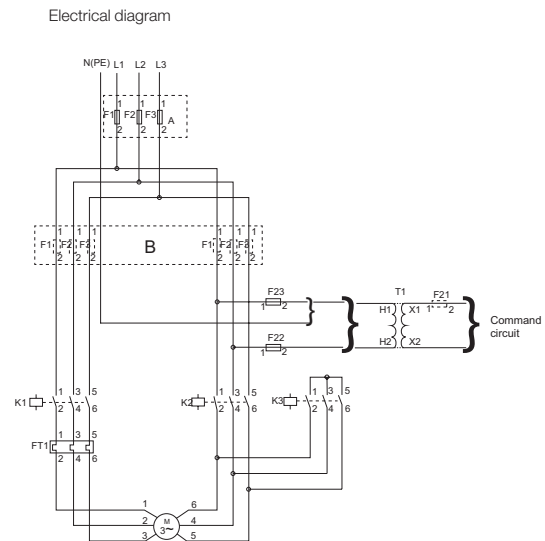 Electrical diagram
N(PE) L1 L2 L3
1 1 1
F1 F2 F3 A
2 2 2
1 1 1 1 1 1
F1 F2 F3 B F1 F2 F3
2 2 2 2 2 2
F23
1 2
T1 F21
H1 X1 1 2
Command
circuit
F22
1 2
H2 X2
K1 1 3 5
2 4 6
K2 1 3 5
2 4 6
K3 1 3 5
2 4 6
FT1 1 3 5
2 4 6
1 6
2 M 4
3~
3 5